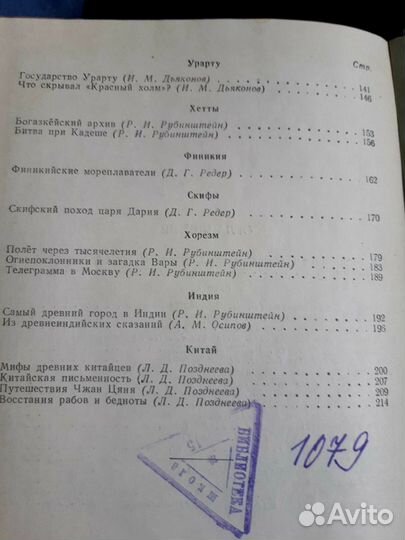 Урарту
Стр.
Государство Урарту (И. М. Дьяконов) 141
Что скрывал «Красный холм»? (И. М. Дьяконов) 146
Хетты
Богазкёйский архив (Р. И. Рубинштейн) 153
Битва при Кадеше (Р. И. Рубинштейн) 156
Финикия
Финикийские мореплаватели (Д. Г. Редер) 162
Скифы
Скифский поход царя Дария (Д. Г. Редер) 170
Хорезм
Полёт через тысячелетия (Р. И. Рубинштейн) 179
Огнепоклонники и загадка Вары (Р. И. Рубинштейн) 183
Телеграмма в Москву (Р. И. Рубинштейн) 189
Индия
Самый древний город в Индии (Р. И. Рубинштейн) 192
Из древнеиндийских сказаний (А. М. Осипов) 196
Китай
Мифы древних китайцев (Л. Д. Позднеева) 200
Китайская письменность (Л. Д. Позднеева) 207
Путешествия Чжан Цяня (Л. Д. Позднеева) 209
Восстания рабов и бедноты (Л. Д. Позднеева) 214
БИБЛИОТЕКА
школа
1079
Avito